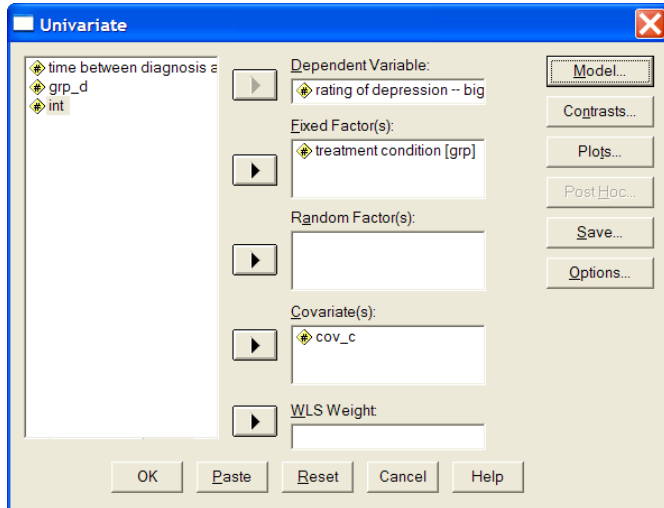 Univariate
time between diagnosis a
grp_d
int
Dependent Variable:
rating of depression -- big
Fixed Factor(s):
treatment condition [grp]
Random Factor(s):
Covariate(s):
cov_c
WLS Weight:
Model...
Contrasts...
Plots...
Post Hoc...
Save...
Options...
OK
Paste
Reset
Cancel
Help